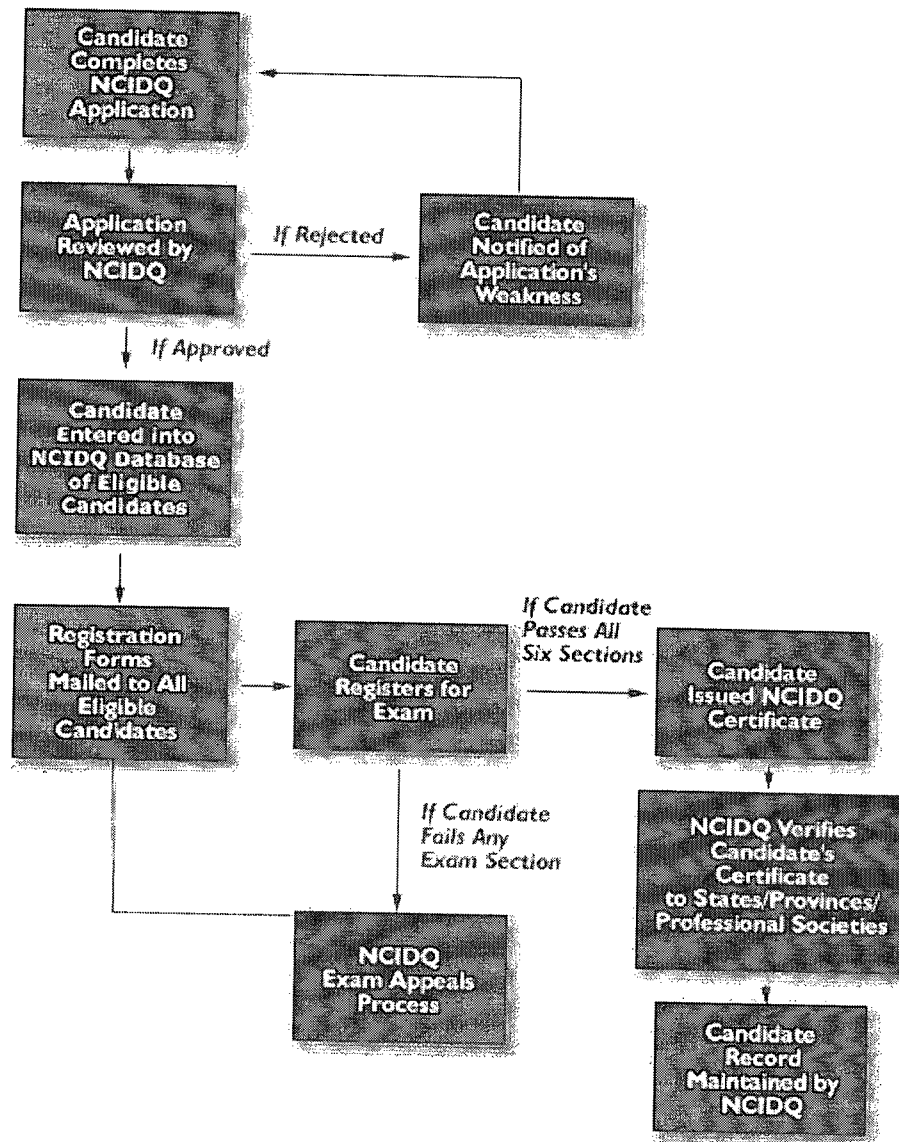 Candidate
Completes
NCIDQ
Application
Application
Reviewed by
NCIDQ
If Rejected
Candidate
Notified of
Application's
Weakness
If Approved
Candidate
Entered into
NCIDQ Database
of Eligible
Candidates
Registration
Forms
Mailed to All
Eligible
Candidates
Candidate
Registers for
Exam
If Candidate
Passes All
Six Sections
Candidate
Issued NCIDQ
Certificate
If Candidate
Fails Any
Exam Section
NCIDQ
Exam Appeals
Process
NCIDQ Verifies
Candidate's
Certificate
to States/Provinces/
Professional Societies
Candidate
Record
Maintained by
NCIDQ